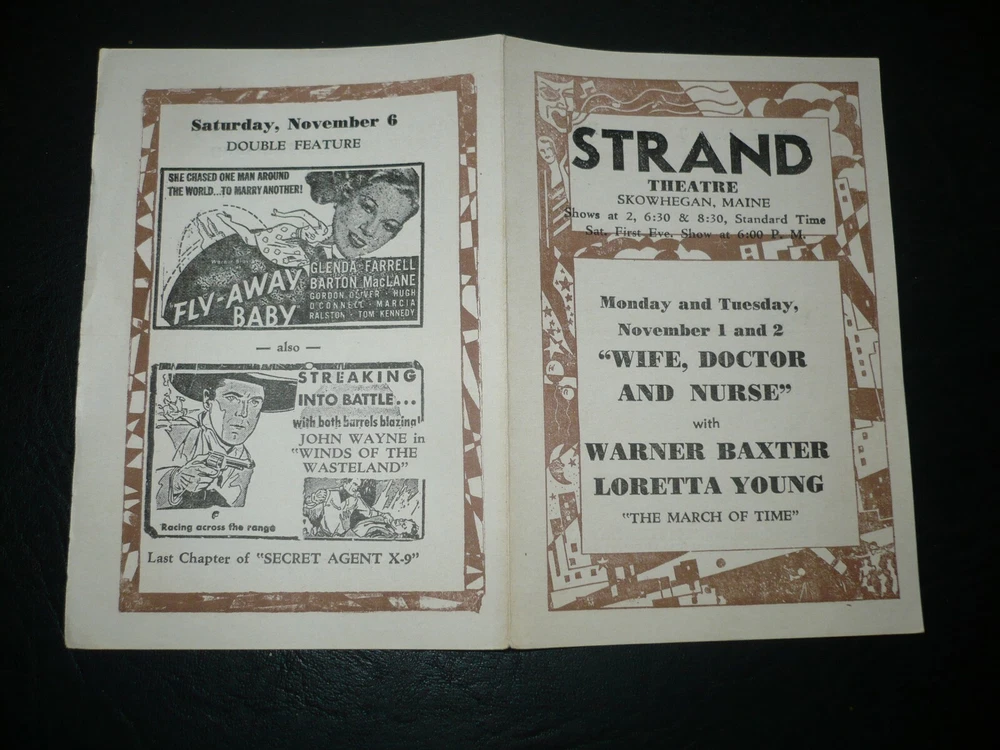 Saturday, November 6
DOUBLE FEATURE
SHE CHASED ONE MAN AROUND
THE WORLD...TO MARRY ANOTHER!
FLY-AWAY
BABY
GLENDA FARRELL
BARTON MacLANE
GORDON OLIVER · HUGH
O'CONNELL · MARCIA
RALSTON · TOM KENNEDY
— also —
STREAKING
INTO BATTLE...
with both barrels blazing!
JOHN WAYNE in
"WINDS OF THE
WASTELAND"
Racing across the range
Last Chapter of "SECRET AGENT X-9"
STRAND
THEATRE
SKOWHEGAN, MAINE
Shows at 2, 6:30 & 8:30, Standard Time
Sat. First Eve. Show at 6:00 P. M.
Monday and Tuesday,
November 1 and 2
"WIFE, DOCTOR
AND NURSE"
with
WARNER BAXTER
LORETTA YOUNG
"THE MARCH OF TIME"